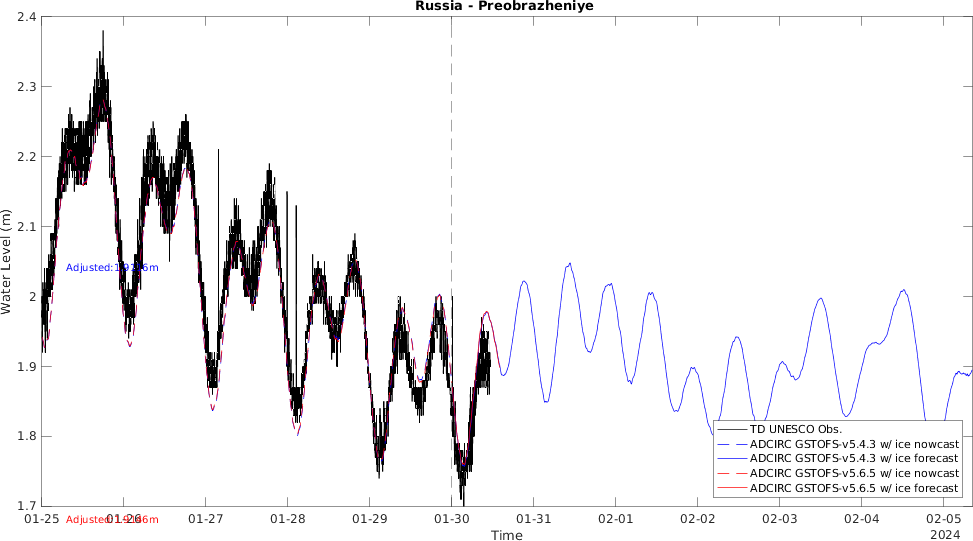 Russia - Preobrazheniye
2.4
2.3
2.2
2.1
2
1.9
1.8
1.7
Water Level (m)
TD UNESCO Obs.
ADCIRC GSTOFS-v5.4.3 w/ ice nowcast
ADCIRC GSTOFS-v5.4.3 w/ ice forecast
ADCIRC GSTOFS-v5.6.5 w/ ice nowcast
ADCIRC GSTOFS-v5.6.5 w/ ice forecast
01-25 01-26 01-27 01-28 01-29 01-30 01-31 02-01 02-02 02-03 02-04 02-05
Time
2024